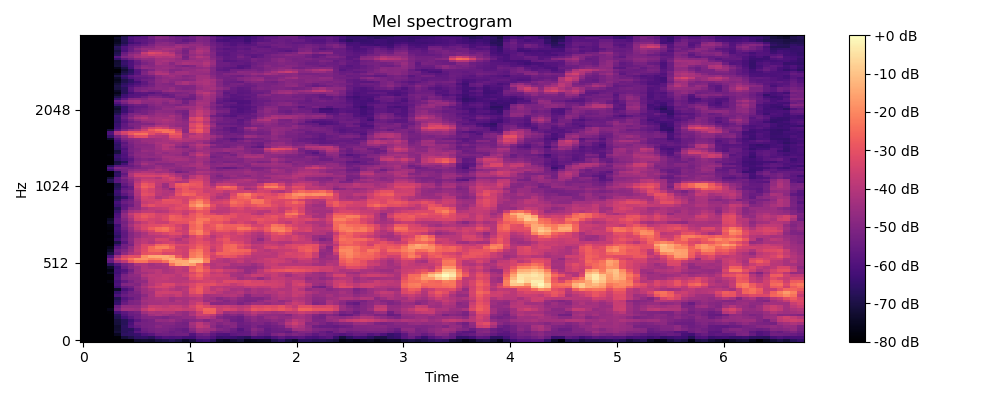 Mel spectrogram
+0 dB
-10 dB
-20 dB
-30 dB
-40 dB
-50 dB
-60 dB
-70 dB
-80 dB
2048
1024
512
0
Hz
0 1 2 3 4 5 6
Time